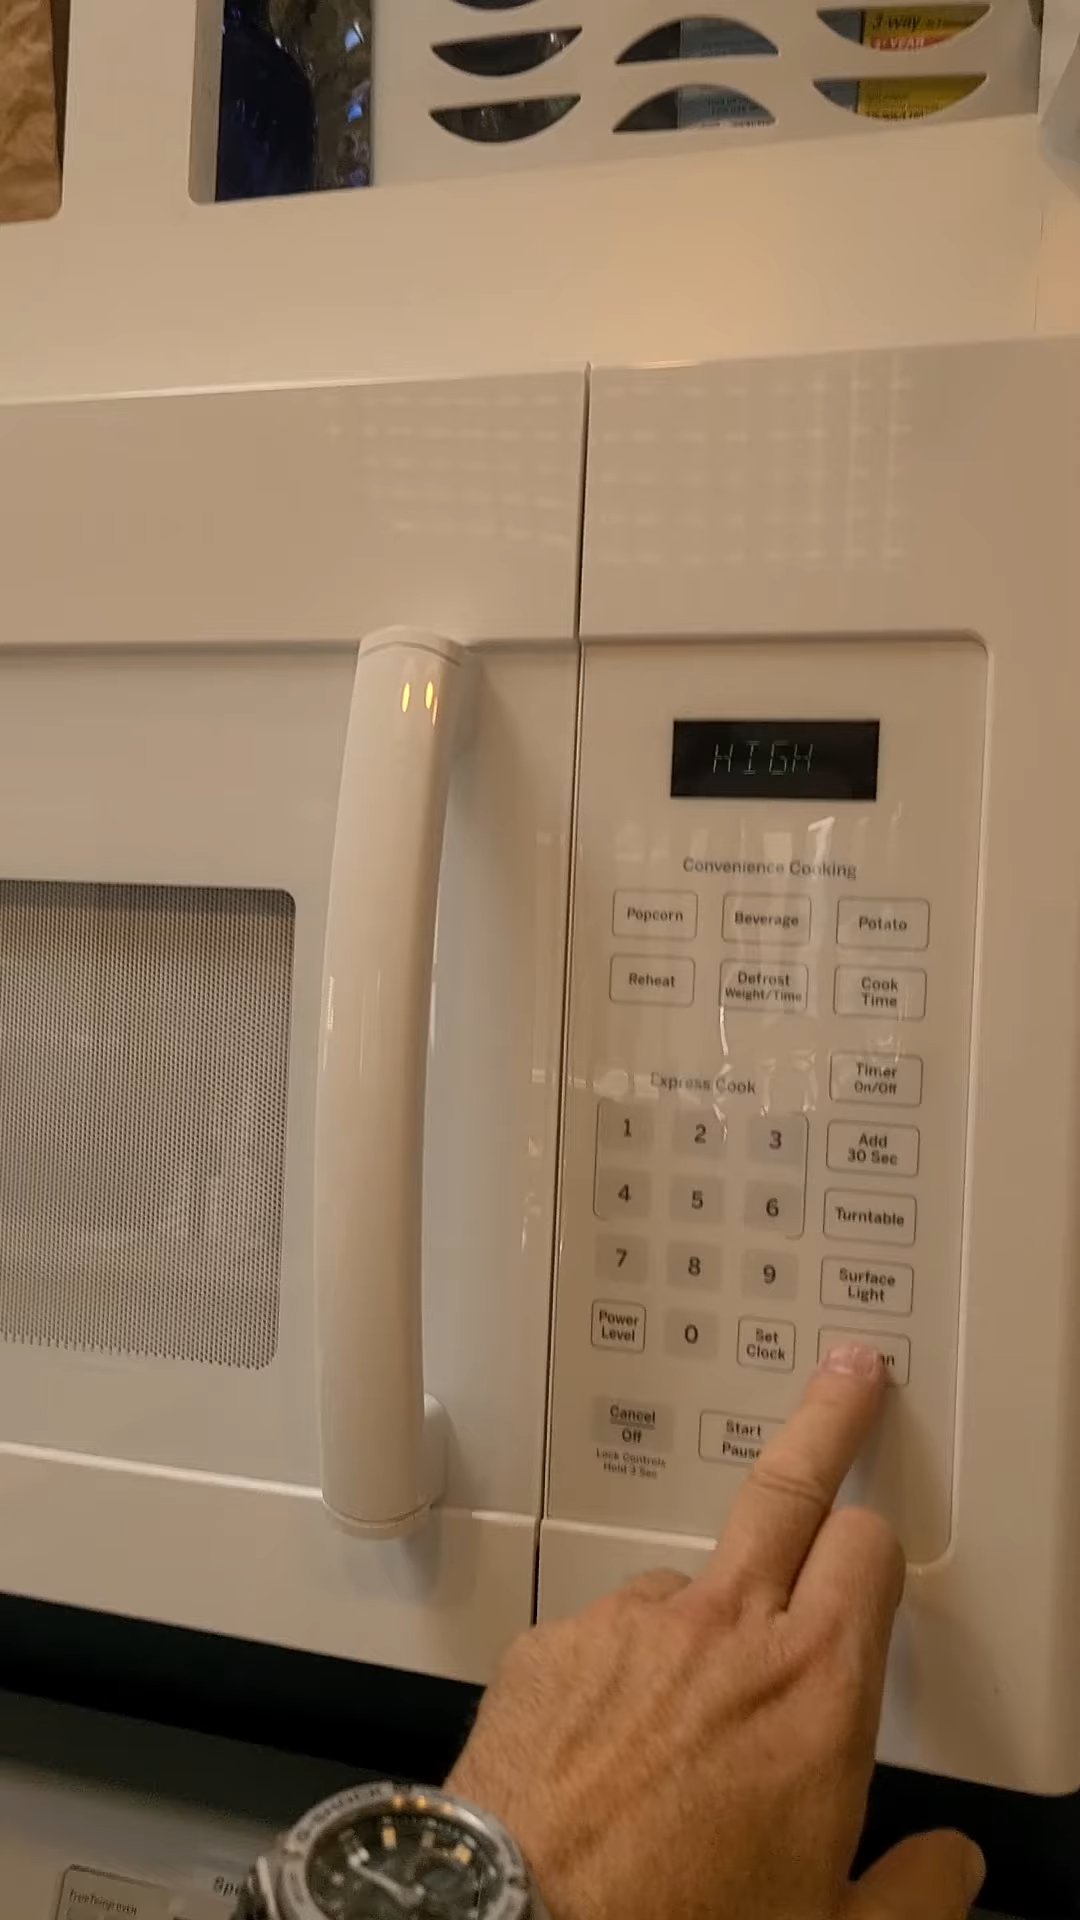 3-way
HIGH
Convenience Cooking
Popcorn
Beverage
Potato
Reheat
Defrost
Weight/Time
Cook
Time
Express Cook
Timer
On/Off
1
2
3
Add
30 Sec
4
5
6
Turntable
7
8
9
Surface
Light
Power
Level
0
Set
Clock
Cancel
Off
Lock Controls
Hold 3 Sec
Start